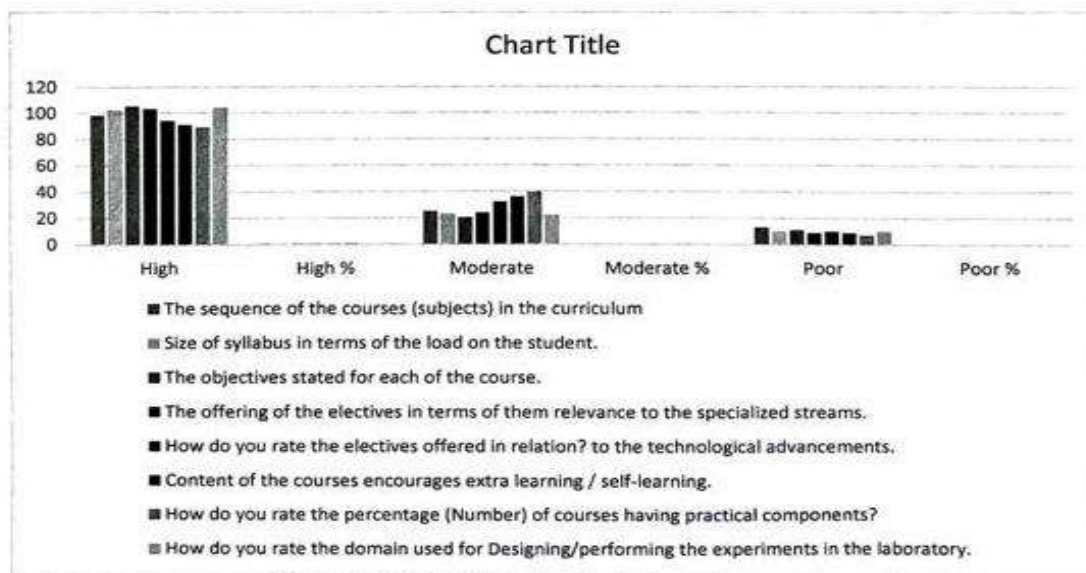 Chart Title
120
100
80
60
40
20
0
High High % Moderate Moderate % Poor Poor %
The sequence of the courses (subjects) in the curriculum
Size of syllabus in terms of the load on the student.
The objectives stated for each of the course.
The offering of the electives in terms of them relevance to the specialized streams.
How do you rate the electives offered in relation? to the technological advancements.
Content of the courses encourages extra learning / self-learning.
How do you rate the percentage (Number) of courses having practical components?
How do you rate the domain used for Designing/performing the experiments in the laboratory.